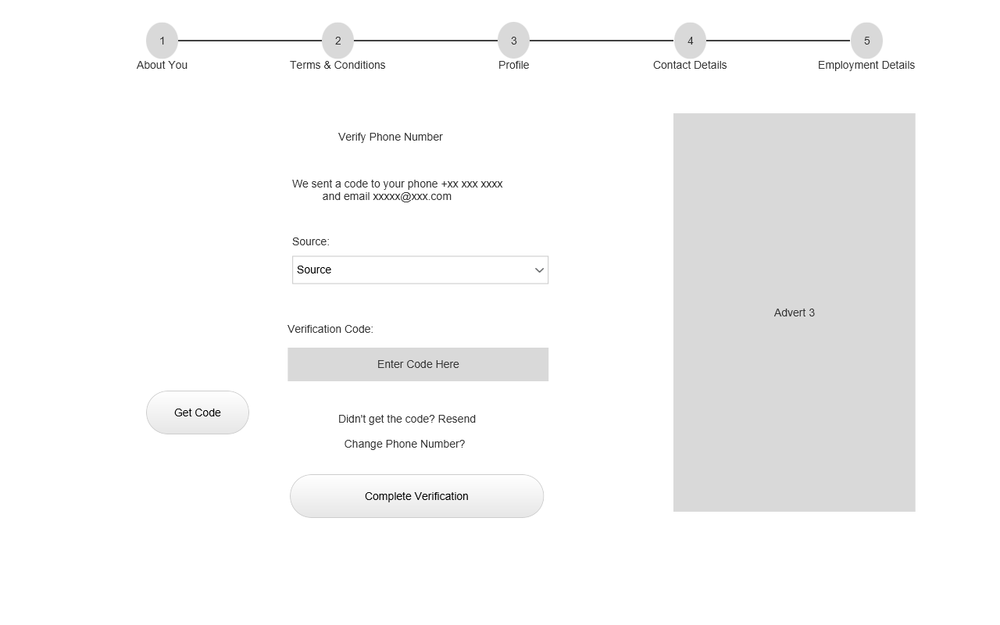 1
2
3
4
5
About You
Terms & Conditions
Profile
Contact Details
Employment Details
Verify Phone Number
We sent a code to your phone +xx xxx xxxx
and email xxxxx@xxx.com
Source:
Source
Verification Code:
Enter Code Here
Get Code
Didn't get the code? Resend
Change Phone Number?
Complete Verification
Advert 3